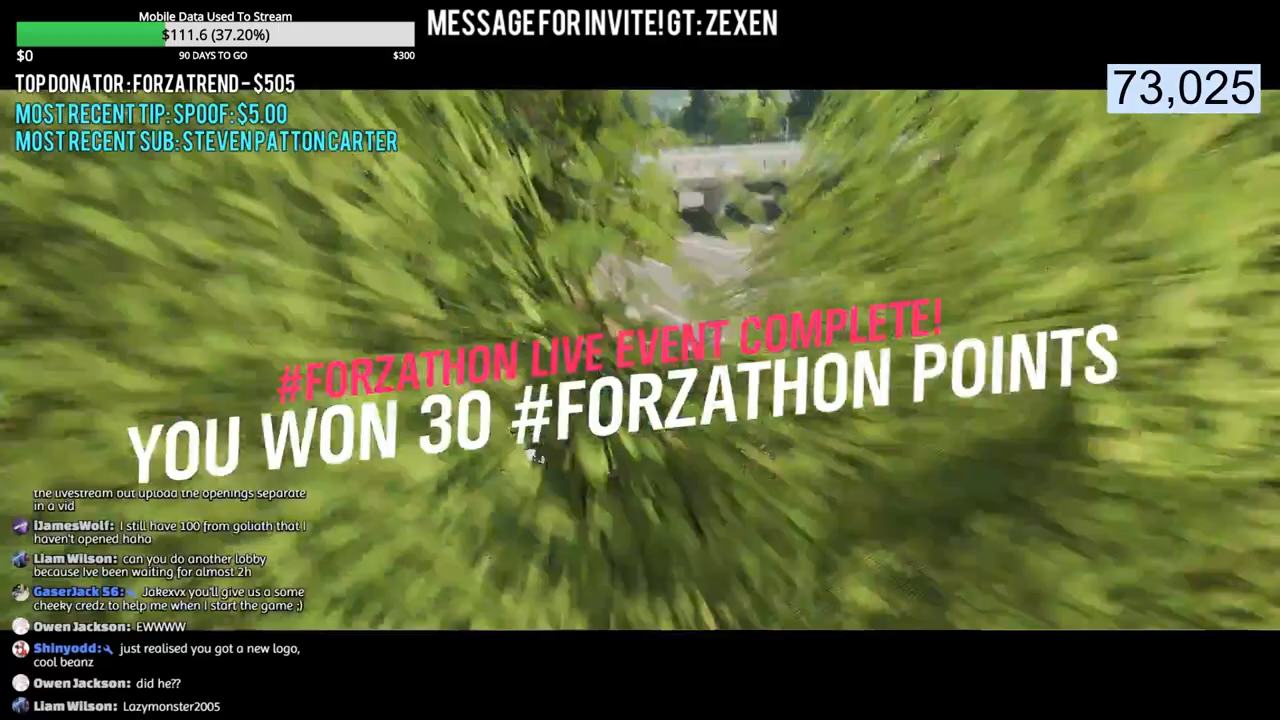 Mobile Data Used To Stream
$111.6 (37.20%)
$0
90 DAYS TO GO
$300
MESSAGE FOR INVITE! GT: ZEXEN
TOP DONATOR: FORZATREND - $505
MOST RECENT TIP: SPOOF: $5.00
MOST RECENT SUB: STEVEN PATTON CARTER
73,025
#FORZATHON LIVE EVENT COMPLETE!
YOU WON 30 #FORZATHON POINTS
the livestream but upload the openings separate
in a vid
IJamesWolf: I still have 100 from goliath that I
haven't opened haha
Liam Wilson: can you do another lobby
because Ive been waiting for almost 2h
GaserJack 56: Jakexvx you'll give us a some
cheeky credz to help me when I start the game ;)
Owen Jackson: EWWWW
Shinyodd: just realised you got a new logo,
cool beanz
Owen Jackson: did he??
Liam Wilson: Lazymonster2005